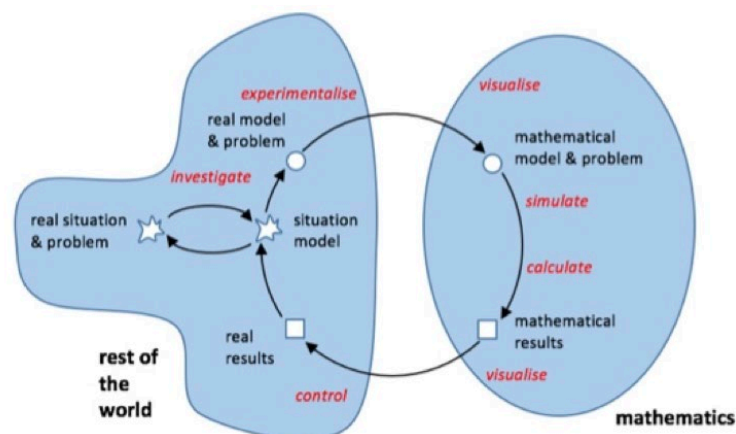 experimentalise
visualise
real model
& problem
mathematical
model & problem
investigate
simulate
real situation
& problem
situation
model
calculate
real
results
mathematical
results
rest of
the
world
control
visualise
mathematics